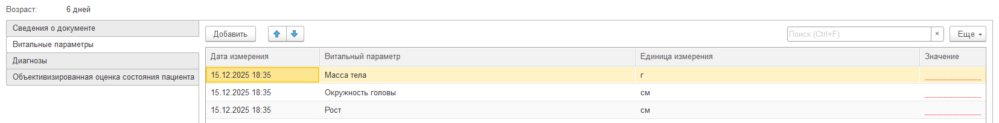 Возраст: 6 дней
Сведения о документе
Витальные параметры
Диагнозы
Объективизированная оценка состояния пациента
Добавить
Поиск (Ctrl+F) ×
Еще
Дата измерения Витальный параметр Единица измерения Значение
15.12.2025 18:35 Масса тела г
15.12.2025 18:35 Окружность головы см
15.12.2025 18:35 Рост см